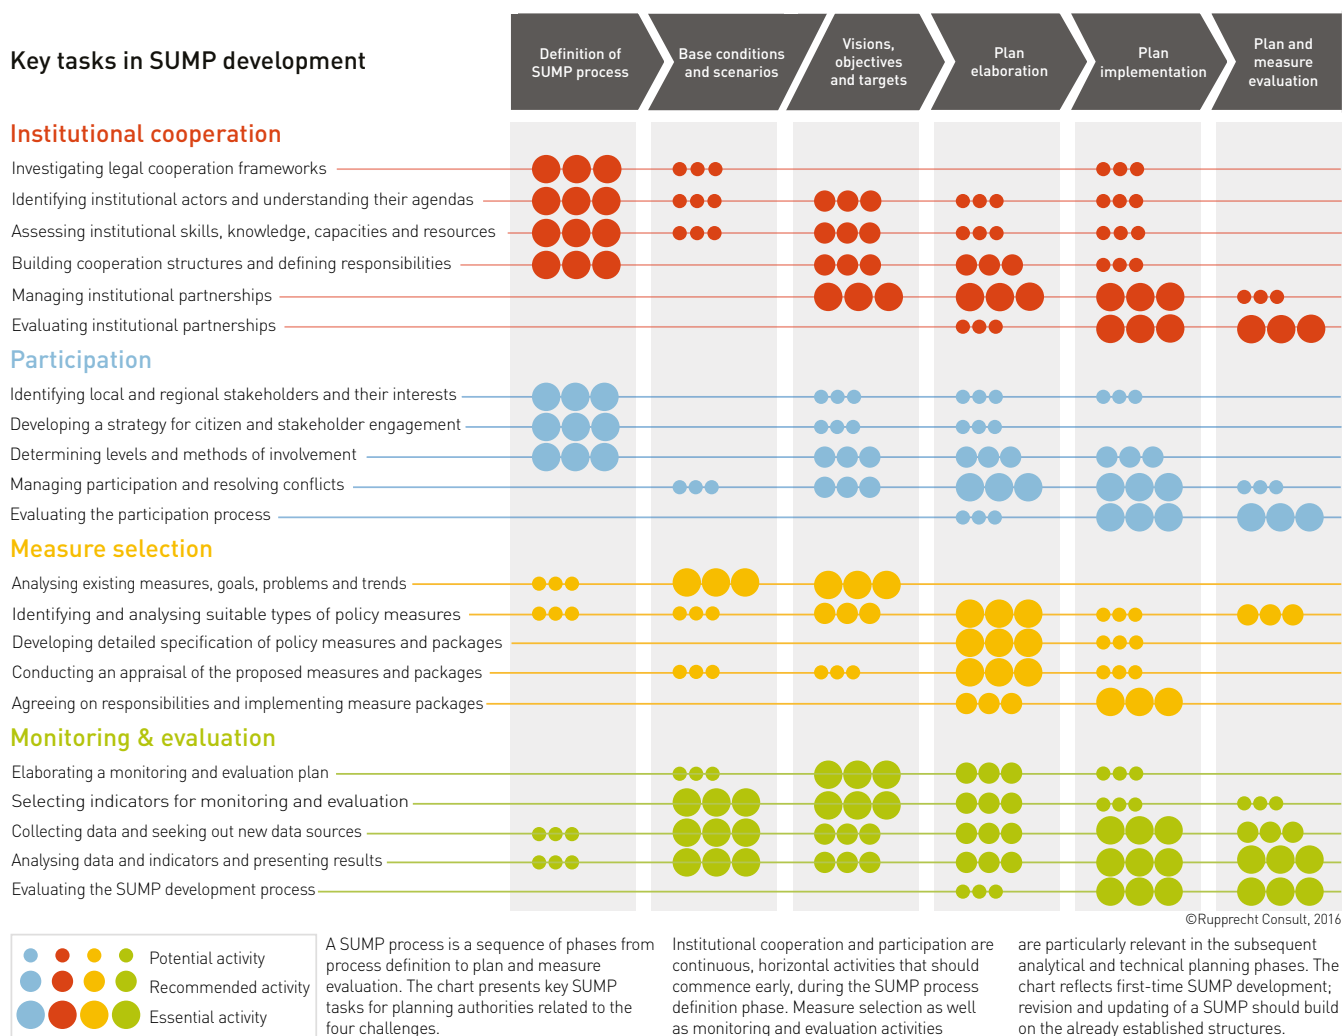 Key tasks in SUMP development
Definition of
SUMP process
Base conditions
and scenarios
Visions,
objectives
and targets
Plan
elaboration
Plan
implementation
Plan and
measure
evaluation
Institutional cooperation
Investigating legal cooperation frameworks
Identifying institutional actors and understanding their agendas
Assessing institutional skills, knowledge, capacities and resources
Building cooperation structures and defining responsibilities
Managing institutional partnerships
Evaluating institutional partnerships
Participation
Identifying local and regional stakeholders and their interests
Developing a strategy for citizen and stakeholder engagement
Determining levels and methods of involvement
Managing participation and resolving conflicts
Evaluating the participation process
Measure selection
Analysing existing measures, goals, problems and trends
Identifying and analysing suitable types of policy measures
Developing detailed specification of policy measures and packages
Conducting an appraisal of the proposed measures and packages
Agreeing on responsibilities and implementing measure packages
Monitoring & evaluation
Elaborating a monitoring and evaluation plan
Selecting indicators for monitoring and evaluation
Collecting data and seeking out new data sources
Analysing data and indicators and presenting results
Evaluating the SUMP development process
©Rupprecht Consult, 2016
Potential activity
Recommended activity
Essential activity
A SUMP process is a sequence of phases from
process definition to plan and measure
evaluation. The chart presents key SUMP
tasks for planning authorities related to the
four challenges.
Institutional cooperation and participation are
continuous, horizontal activities that should
commence early, during the SUMP process
definition phase. Measure selection as well
as monitoring and evaluation activities
are particularly relevant in the subsequent
analytical and technical planning phases. The
chart reflects first-time SUMP development;
revision and updating of a SUMP should build
on the already established structures.